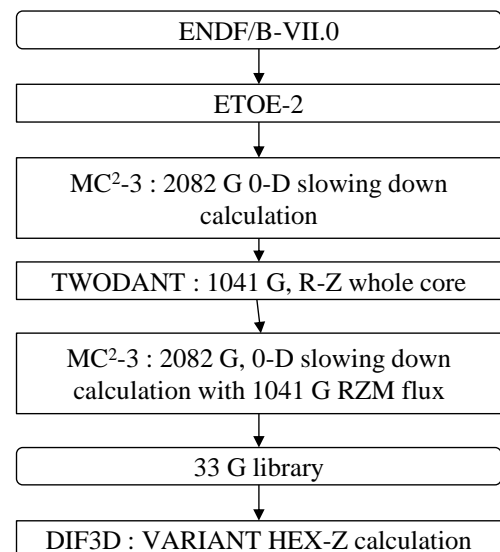 ENDF/B-VII.0
ETOE-2
MC²-3 : 2082 G 0-D slowing down
calculation
TWODANT : 1041 G, R-Z whole core
MC²-3 : 2082 G, 0-D slowing down
calculation with 1041 G RZM flux
33 G library
DIF3D : VARIANT HEX-Z calculation